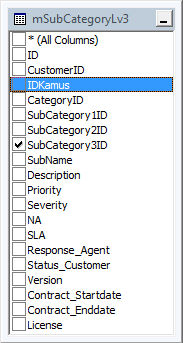 mSubCategoryLv3
* (All Columns)
ID
CustomerID
IDKamus
CategoryID
SubCategory1ID
SubCategory2ID
SubCategory3ID
SubName
Description
Priority
Severity
NA
SLA
Response_Agent
Status_Customer
Version
Contract_Startdate
Contract_Enddate
License